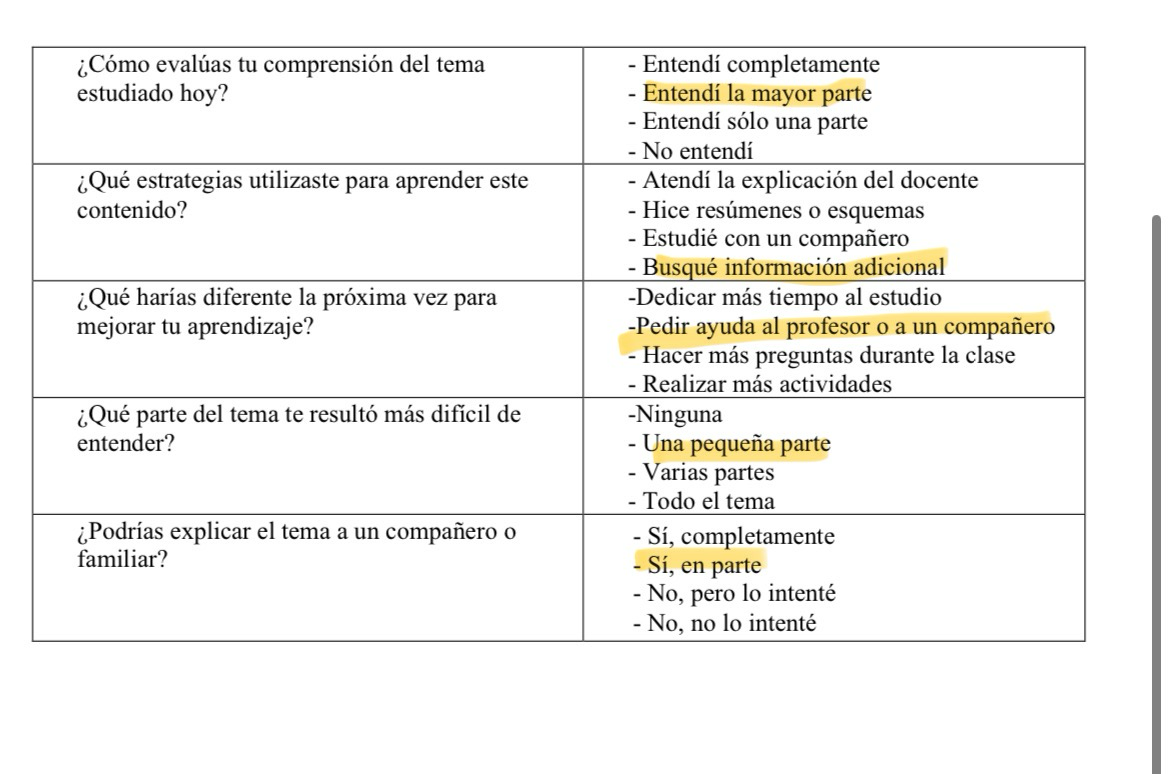 ¿Cómo evalúas tu comprensión del tema
estudiado hoy?
- Entendí completamente
- Entendí la mayor parte
- Entendí sólo una parte
- No entendí
¿Qué estrategias utilizaste para aprender este
contenido?
- Atendí la explicación del docente
- Hice resúmenes o esquemas
- Estudié con un compañero
- Busqué información adicional
¿Qué harías diferente la próxima vez para
mejorar tu aprendizaje?
-Dedicar más tiempo al estudio
-Pedir ayuda al profesor o a un compañero
- Hacer más preguntas durante la clase
- Realizar más actividades
¿Qué parte del tema te resultó más difícil de
entender?
-Ninguna
- Una pequeña parte
- Varias partes
- Todo el tema
¿Podrías explicar el tema a un compañero o
familiar?
- Sí, completamente
- Sí, en parte
- No, pero lo intenté
- No, no lo intenté